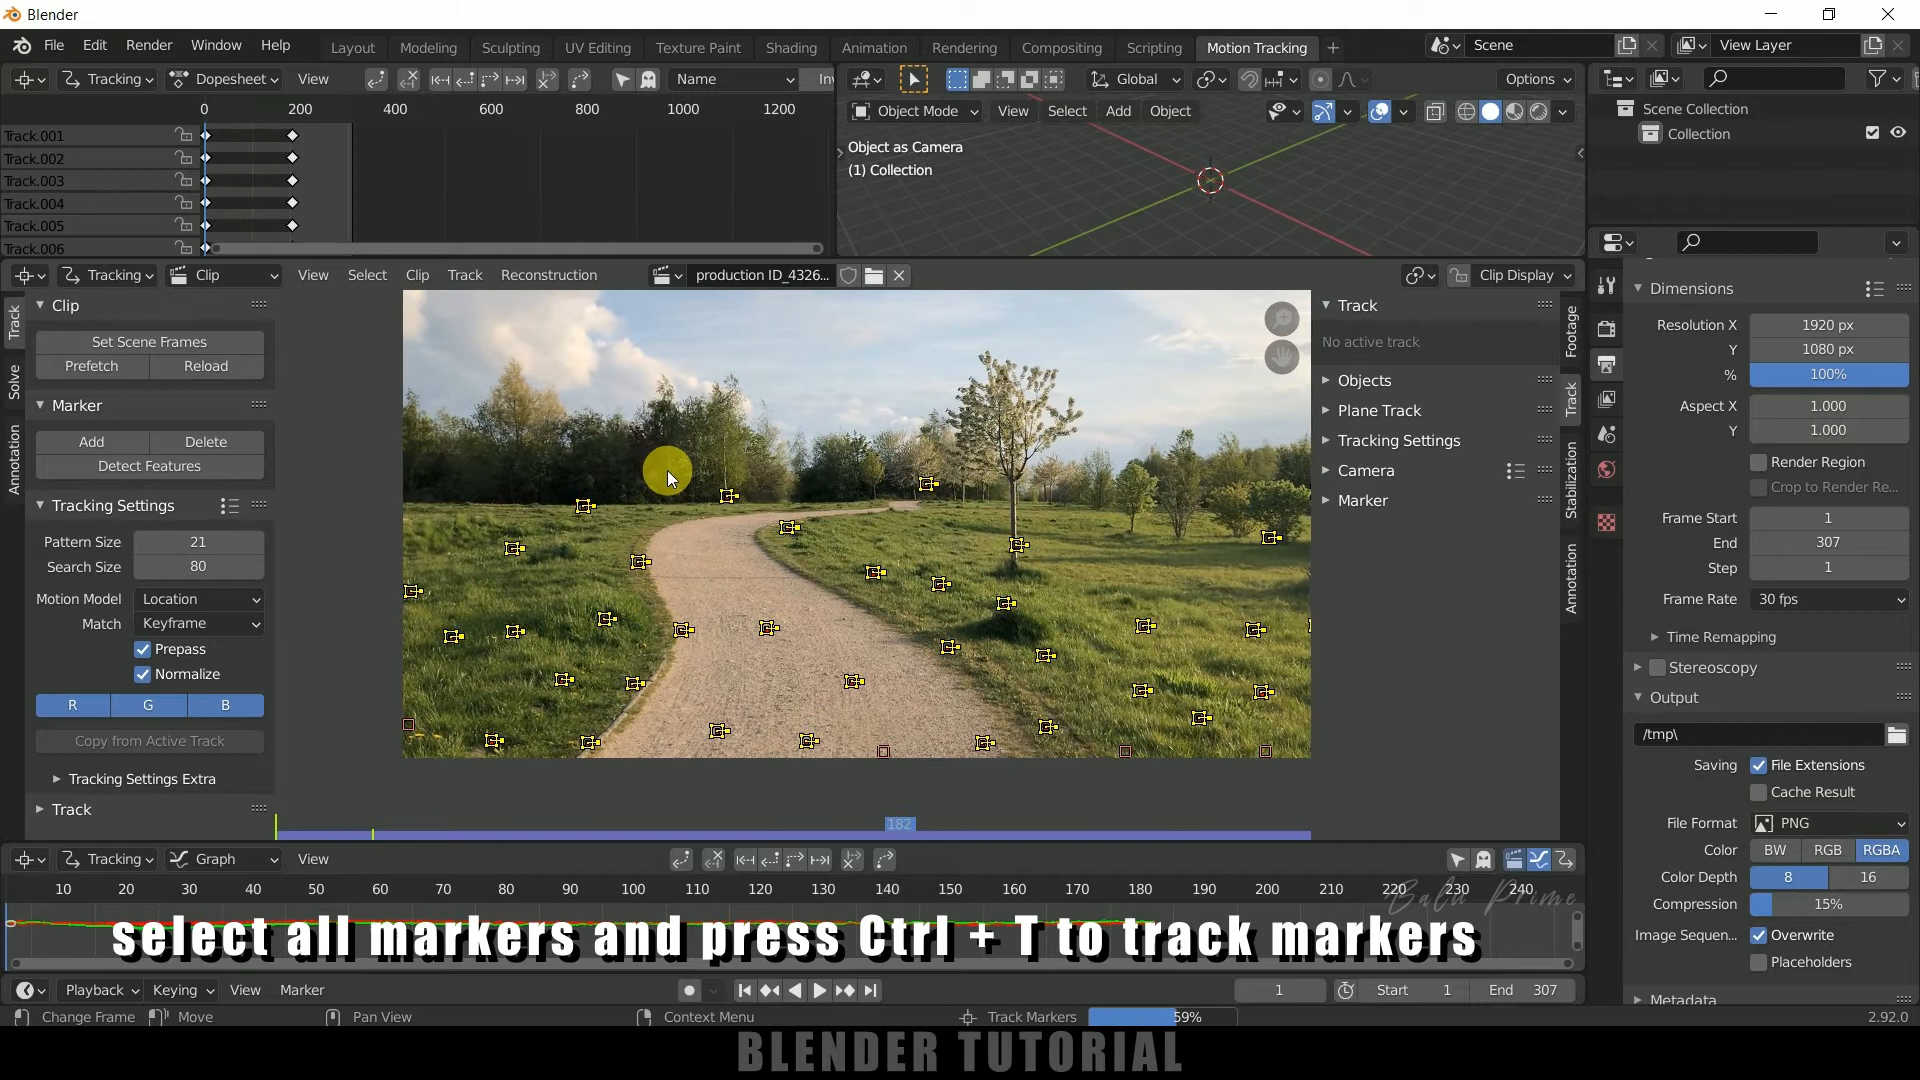 Blender
File Edit Render Window Help Layout Modeling Sculpting UV Editing Texture Paint Shading Animation Rendering Compositing Scripting Motion Tracking Scene View Layer
Tracking Dopesheet View Name Inv
0 200 400 600 800 1000 1200
Track.001
Track.002
Track.003
Track.004
Track.005
Track.006
Global Options
Object Mode View Select Add Object
Object as Camera
(1) Collection
Scene Collection
Collection
Tracking Clip View Select Clip Track Reconstruction production ID_4326... Clip Display
Track
Solve
Annotation
Clip
Set Scene Frames
Prefetch Reload
Marker
Add Delete
Detect Features
Tracking Settings
Pattern Size 21
Search Size 80
Motion Model Location
Match Keyframe
Prepass
Normalize
R G B
Copy from Active Track
Tracking Settings Extra
Track
182
Track
No active track
Objects
Plane Track
Tracking Settings
Camera
Marker
Footage
Track
Stabilization
Annotation
Dimensions
Resolution X 1920 px
Y 1080 px
% 100%
Aspect X 1.000
Y 1.000
Render Region
Crop to Render Re...
Frame Start 1
End 307
Step 1
Frame Rate 30 fps
Time Remapping
Stereoscopy
Output
/tmp\
Saving File Extensions
Cache Result
File Format PNG
Color BW RGB RGBA
Color Depth 8 16
Compression 15%
Image Sequen... Overwrite
Placeholders
Metadata
Tracking Graph View
10 20 30 40 50 60 70 80 90 100 110 120 130 140 150 160 170 180 190 200 210 220 230 240
Bala Prime
select all markers and press Ctrl + T to track markers
Playback Keying View Marker 1 Start 1 End 307
Change Frame Move Pan View Context Menu Track Markers 59% 2.92.0
BLENDER TUTORIAL